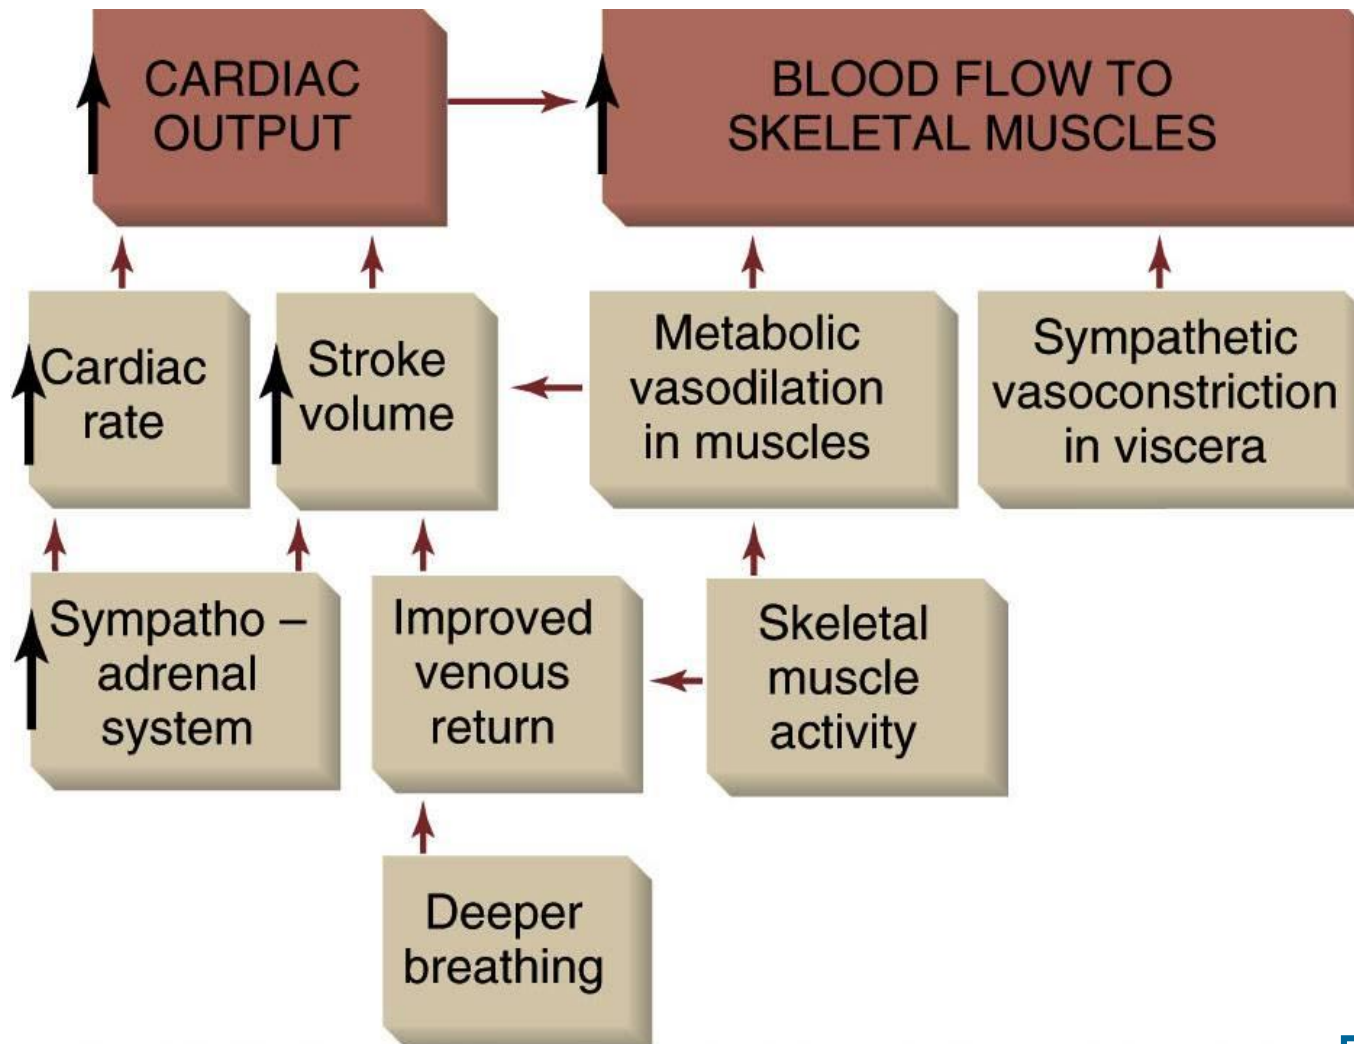 CARDIAC
OUTPUT
BLOOD FLOW TO
SKELETAL MUSCLES
Cardiac
rate
Stroke
volume
Metabolic
vasodilation
in muscles
Sympathetic
vasoconstriction
in viscera
Sympatho –
adrenal
system
Improved
venous
return
Skeletal
muscle
activity
Deeper
breathing